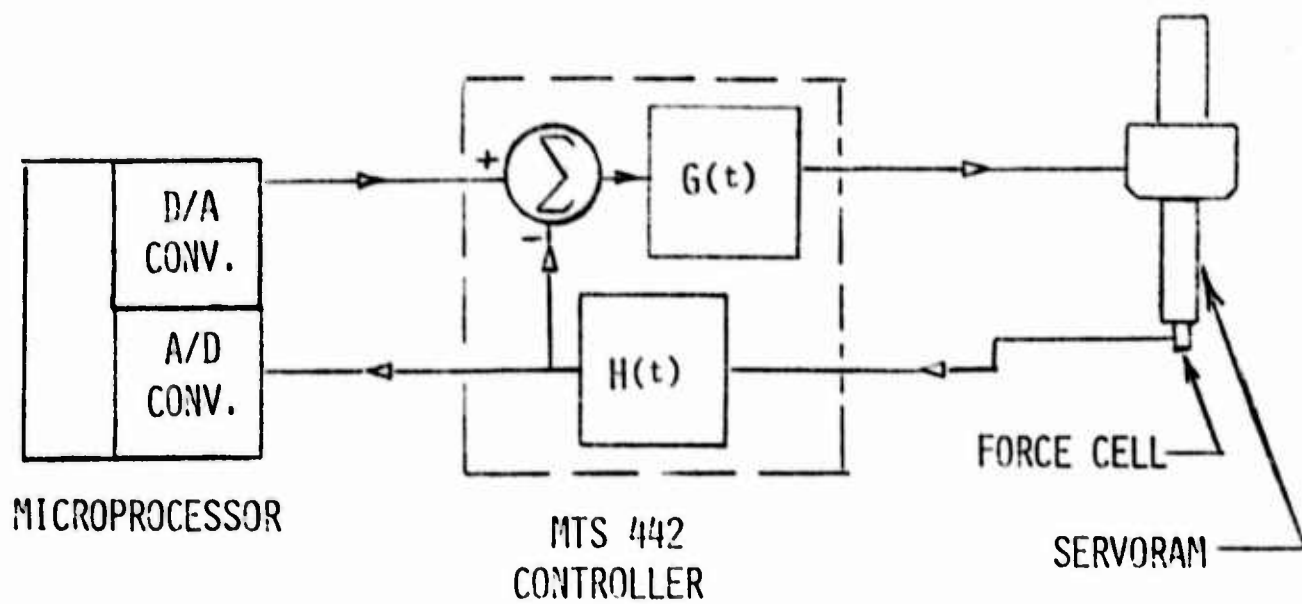 D/A
CONV.
A/D
CONV.
MICROPROCESSOR
+
Σ
-
G(t)
H(t)
MTS 442
CONTROLLER
FORCE CELL
SERVORAM